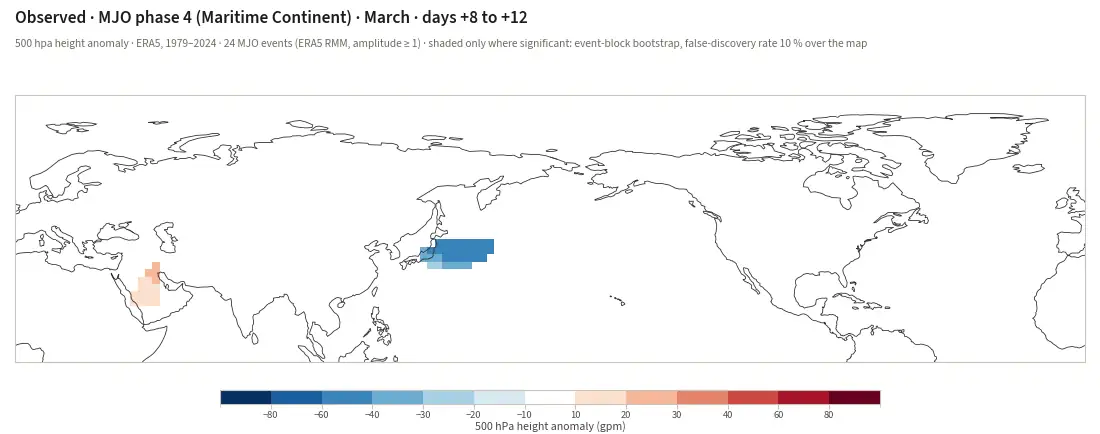 Observed · MJO phase 4 (Maritime Continent) · March · days +8 to +12
500 hpa height anomaly · ERA5, 1979–2024 · 24 MJO events (ERA5 RMM, amplitude ≥ 1) · shaded only where significant: event-block bootstrap, false-discovery rate 10 % over the map
−80 −60 −40 −30 −20 −10 10 20 30 40 60 80
500 hPa height anomaly (gpm)